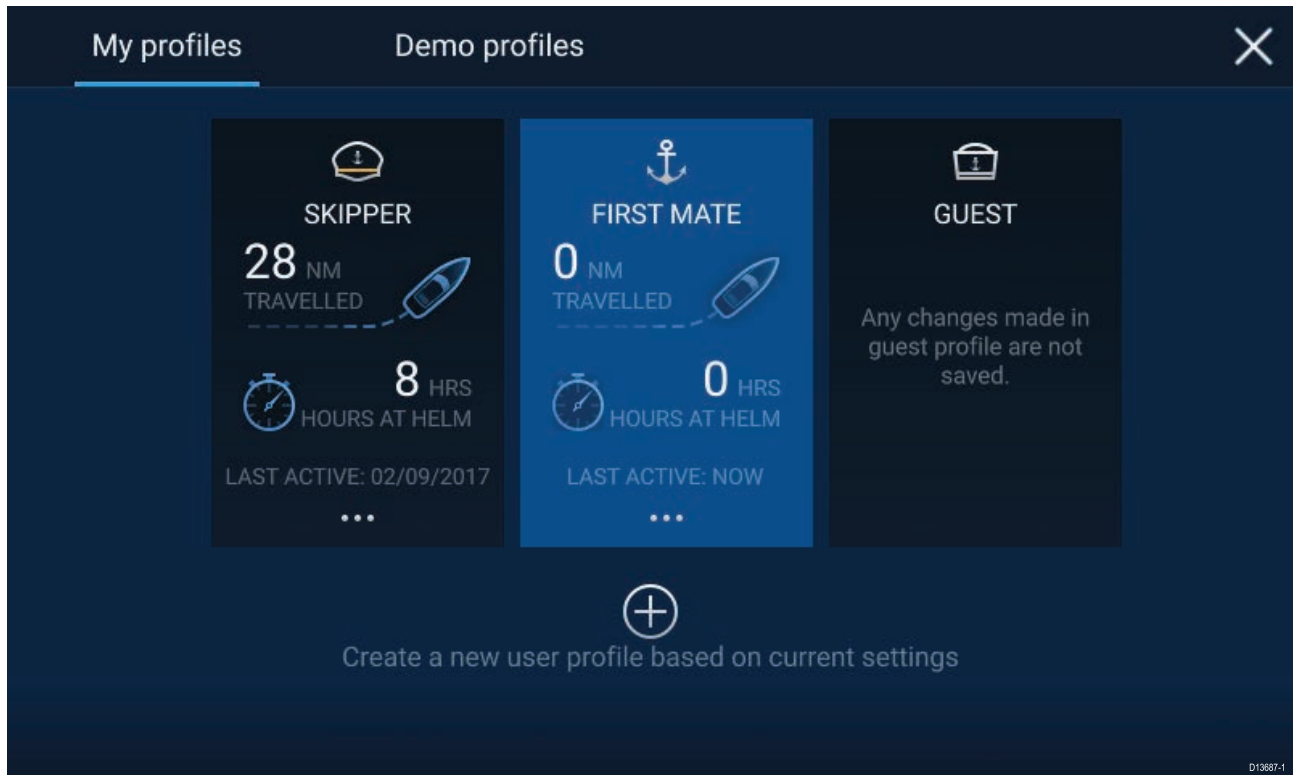 My profiles
Demo profiles
SKIPPER
28 NM
TRAVELLED
8 HRS
HOURS AT HELM
LAST ACTIVE: 02/09/2017
FIRST MATE
0 NM
TRAVELLED
0 HRS
HOURS AT HELM
LAST ACTIVE: NOW
GUEST
Any changes made in
guest profile are not
saved.
Create a new user profile based on current settings
D13687-1